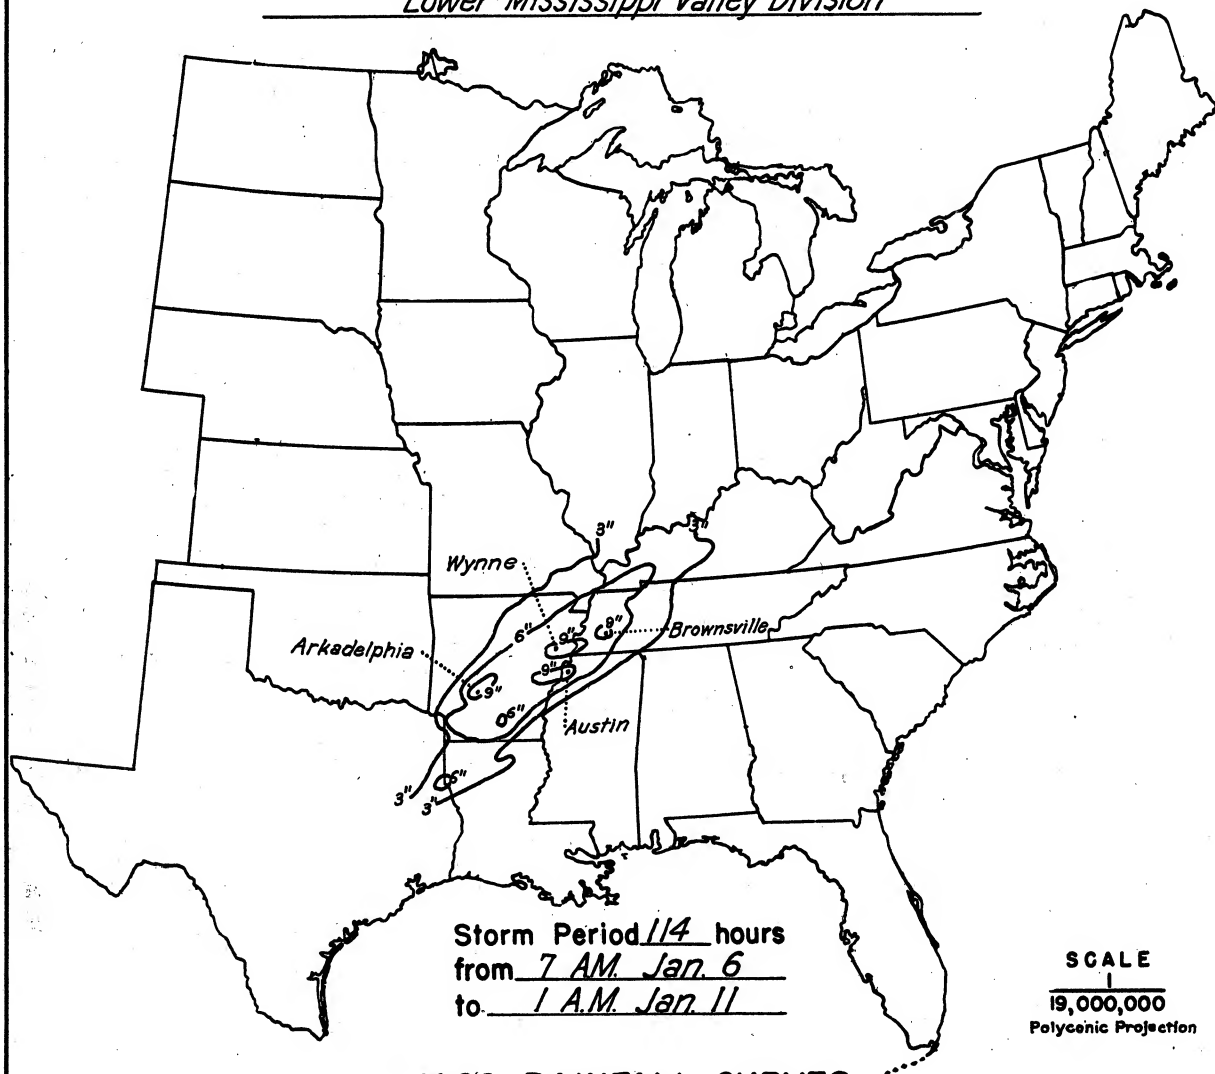 Lower Mississippi Valley Division
3"
3"
Wynne
6"
9"
9"
Brownsville
Arkadelphia
9"
9"
6"
Austin
6"
3"
3"
Storm Period 114 hours
from 7 AM. Jan. 6
to 1 A.M. Jan. 11
SCALE
1
19,000,000
Polyconic Projection